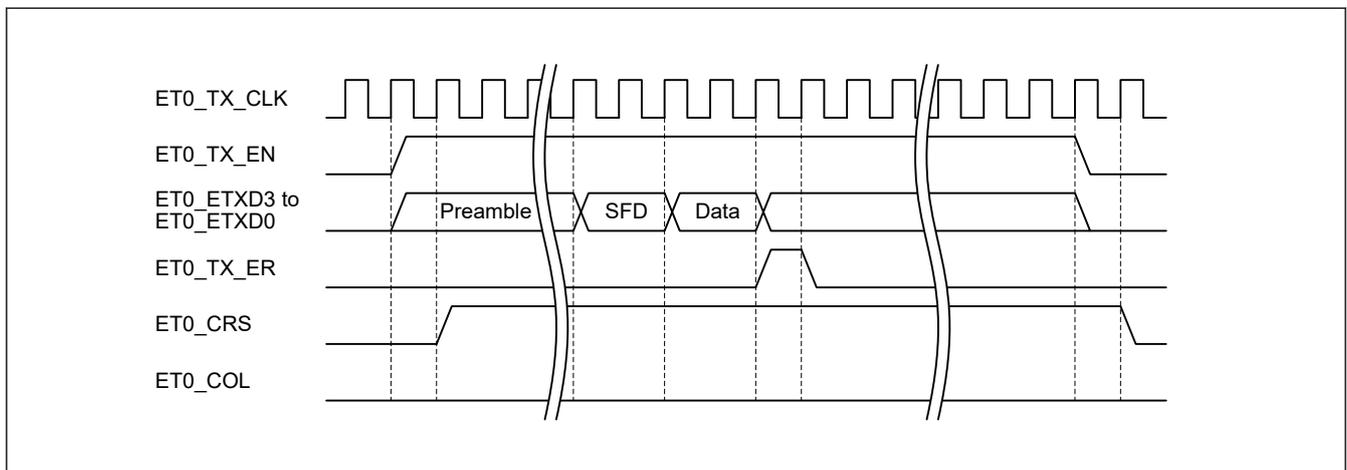 ET0_TX_CLK
ET0_TX_EN
ET0_ETXD3 to
ET0_ETXD0
Preamble
SFD
Data
ET0_TX_ER
ET0_CRS
ET0_COL